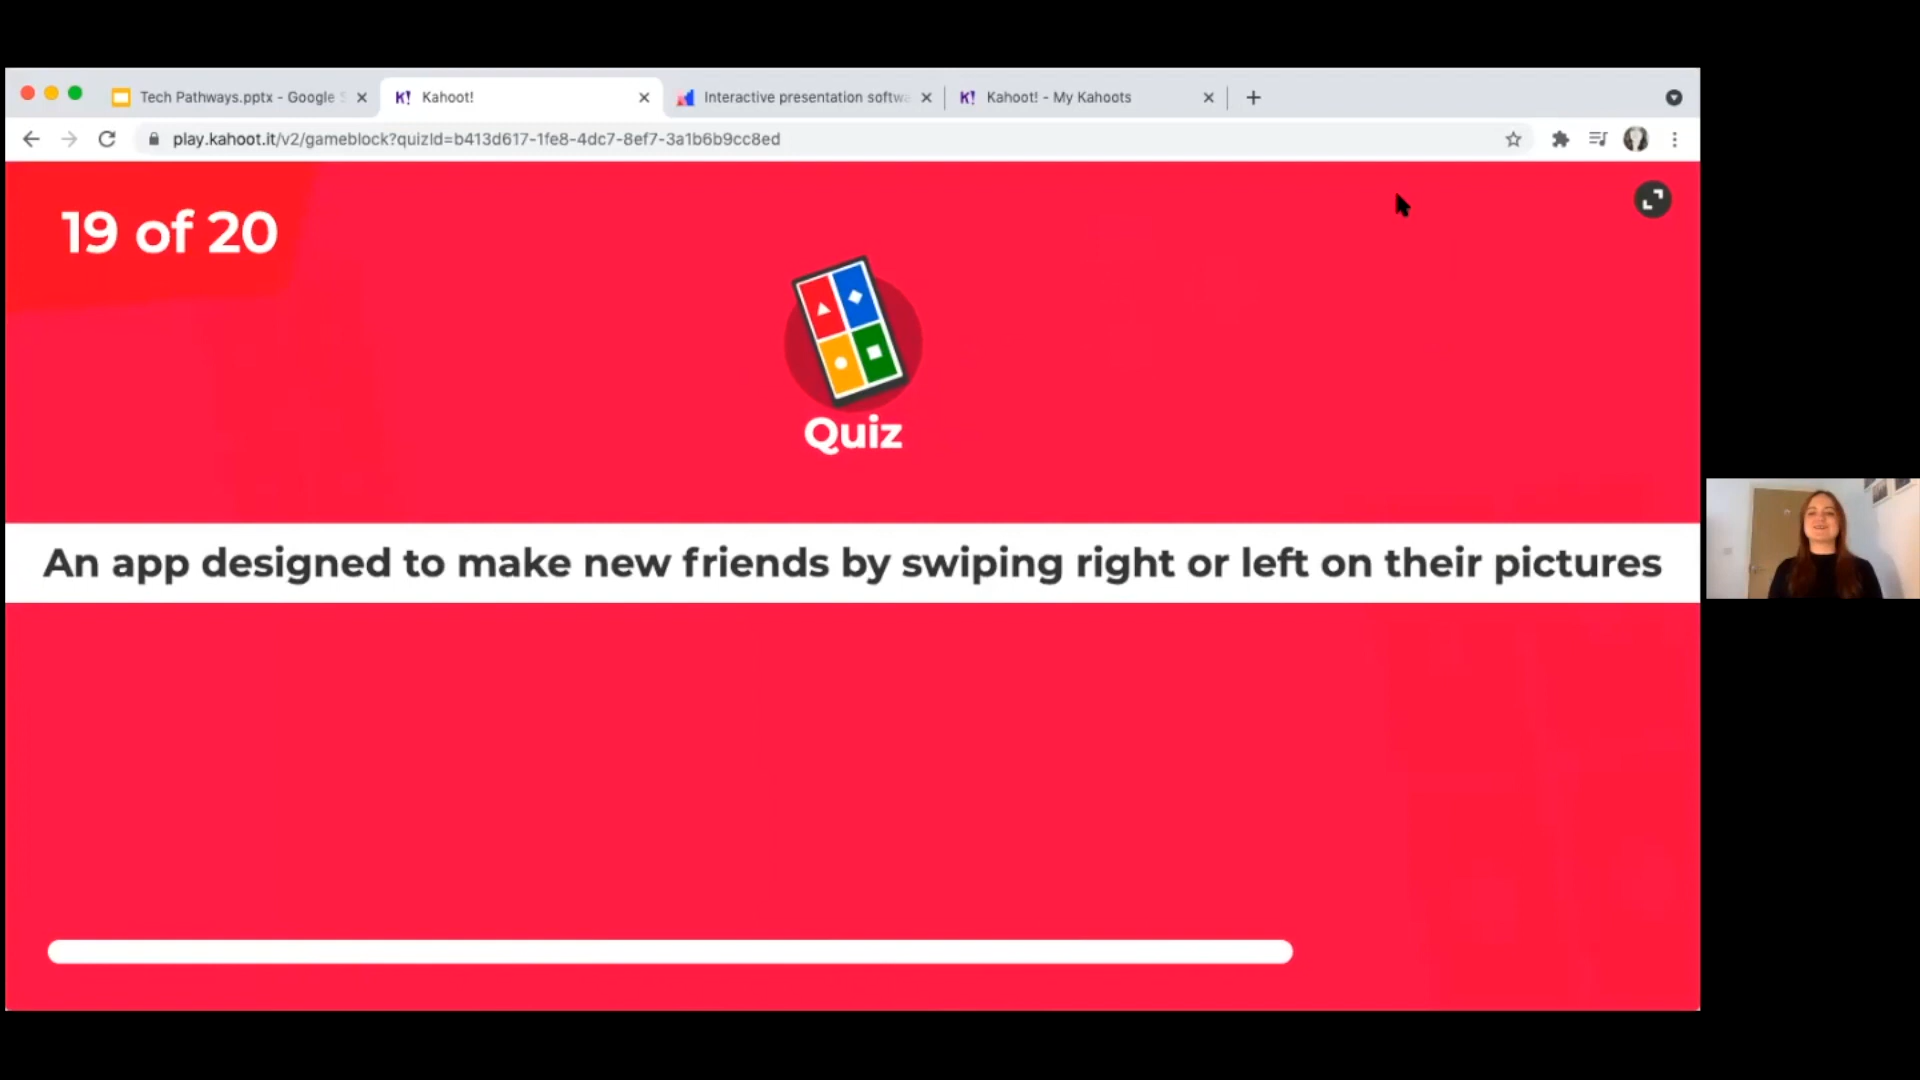 Tech Pathways.pptx - Google
Kahoot!
Interactive presentation softw
Kahoot! - My Kahoots
play.kahoot.it/v2/gameblock?quizId=b413d617-1fe8-4dc7-8ef7-3a1b6b9cc8ed
19 of 20
Quiz
An app designed to make new friends by swiping right or left on their pictures